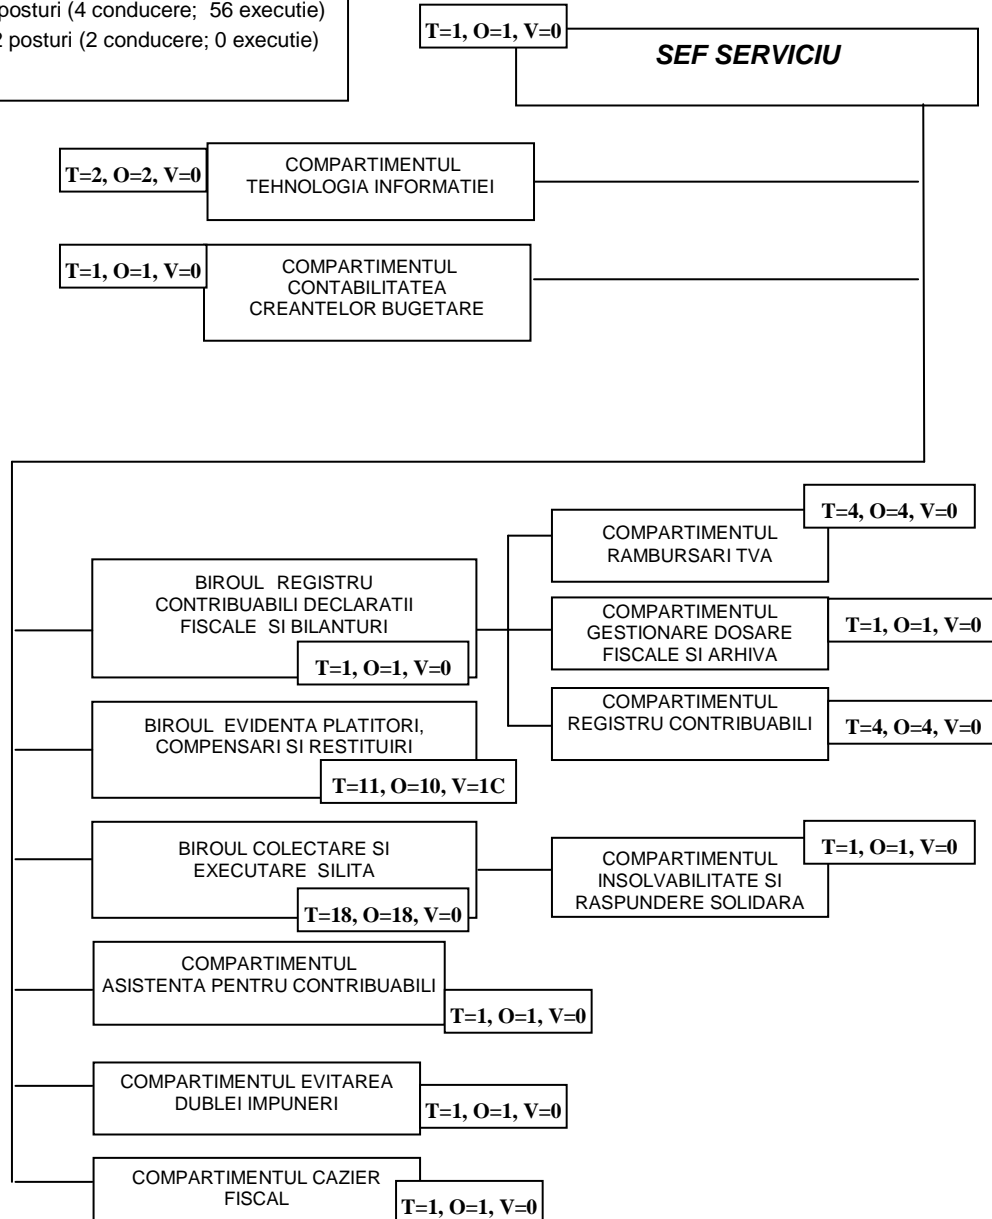 posturi (4 conducere; 56 executie)
2 posturi (2 conducere; 0 executie)
T=1, O=1, V=0
SEF SERVICIU
T=2, O=2, V=0
COMPARTIMENTUL
TEHNOLOGIA INFORMATIEI
T=1, O=1, V=0
COMPARTIMENTUL
CONTABILITATEA
CREANTELOR BUGETARE
BIROUL REGISTRU
CONTRIBUABILI DECLARATII
FISCALE SI BILANTURI
T=1, O=1, V=0
COMPARTIMENTUL
RAMBURSARI TVA
T=4, O=4, V=0
COMPARTIMENTUL
GESTIONARE DOSARE
FISCALE SI ARHIVA
T=1, O=1, V=0
COMPARTIMENTUL
REGISTRU CONTRIBUABILI
T=4, O=4, V=0
BIROUL EVIDENTA PLATITORI,
COMPENSARI SI RESTITUIRI
T=11, O=10, V=1C
BIROUL COLECTARE SI
EXECUTARE SILITA
T=18, O=18, V=0
COMPARTIMENTUL
INSOLVABILITATE SI
RASPUNDERE SOLIDARA
T=1, O=1, V=0
COMPARTIMENTUL
ASISTENTA PENTRU CONTRIBUABILI
T=1, O=1, V=0
COMPARTIMENTUL EVITAREA
DUBLEI IMPUNERI
T=1, O=1, V=0
COMPARTIMENTUL CAZIER
FISCAL
T=1, O=1, V=0